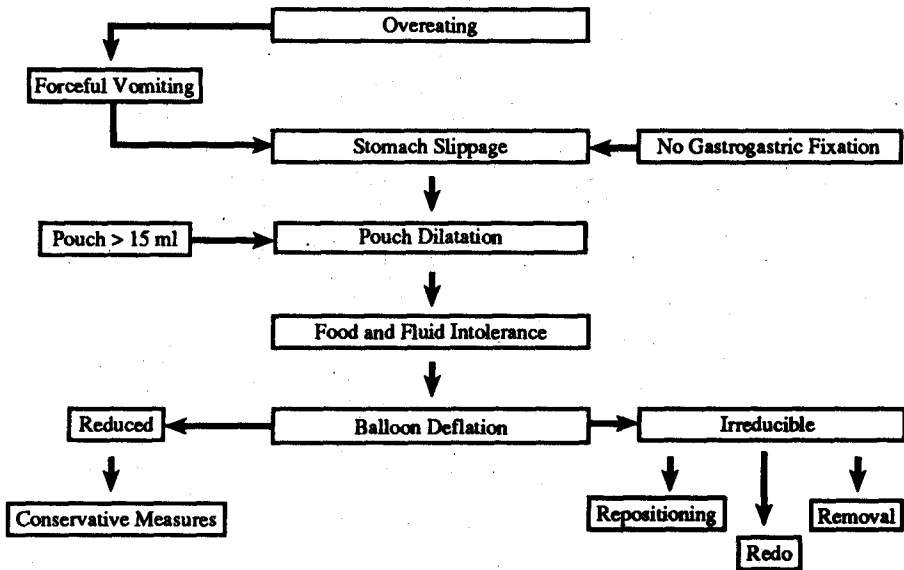 Overeating
Forceful Vomiting
Stomach Slippage
No Gastrogastric Fixation
Pouch > 15 ml
Pouch Dilatation
Food and Fluid Intolerance
Reduced
Balloon Deflation
Irreducible
Conservative Measures
Repositioning
Removal
Redo